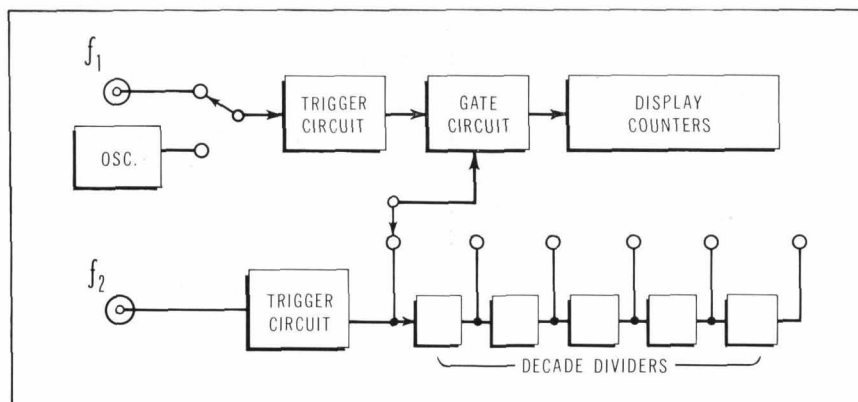 f1
TRIGGER
CIRCUIT
GATE
CIRCUIT
DISPLAY
COUNTERS
OSC.
f2
TRIGGER
CIRCUIT
DECADE DIVIDERS